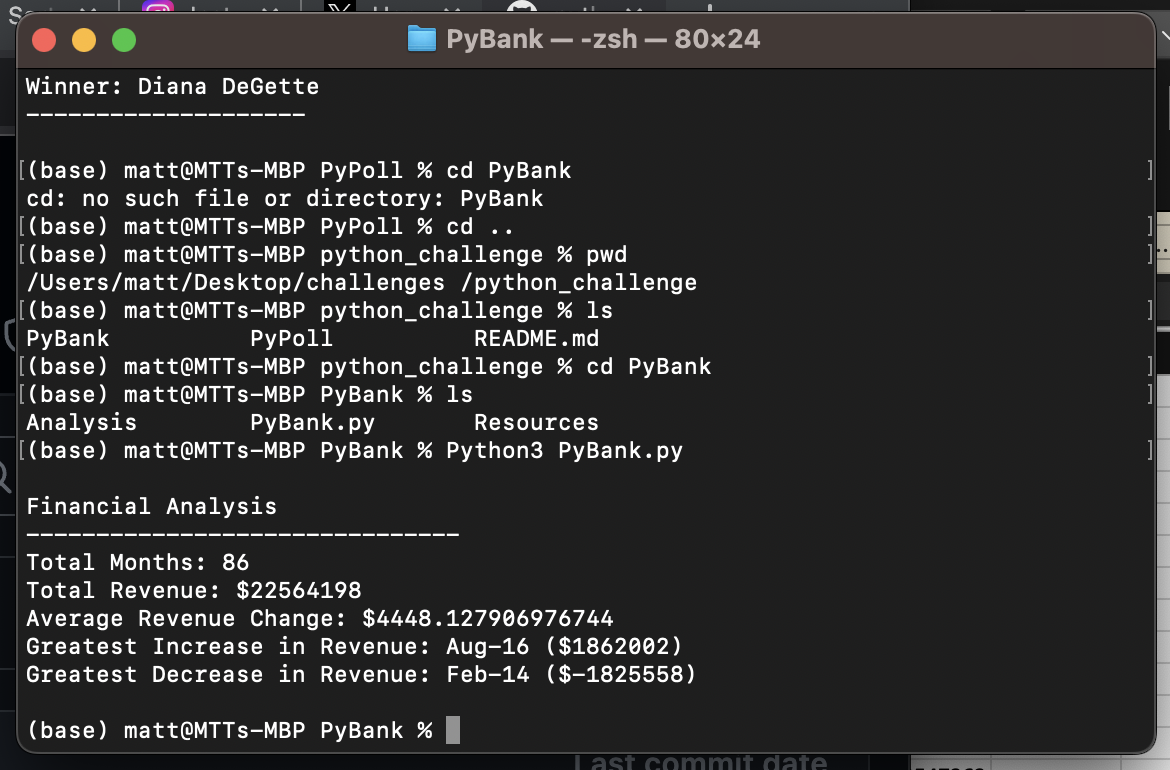 PyBank — -zsh — 80×24
Winner: Diana DeGette
--------------------
[(base) matt@MTTs-MBP PyPoll % cd PyBank ]
cd: no such file or directory: PyBank
[(base) matt@MTTs-MBP PyPoll % cd .. ]
[(base) matt@MTTs-MBP python_challenge % pwd ]
/Users/matt/Desktop/challenges /python_challenge
[(base) matt@MTTs-MBP python_challenge % ls ]
PyBank          PyPoll          README.md
[(base) matt@MTTs-MBP python_challenge % cd PyBank ]
[(base) matt@MTTs-MBP PyBank % ls ]
Analysis        PyBank.py       Resources
[(base) matt@MTTs-MBP PyBank % Python3 PyBank.py ]
Financial Analysis
-------------------------------
Total Months: 86
Total Revenue: $22564198
Average Revenue Change: $4448.127906976744
Greatest Increase in Revenue: Aug-16 ($1862002)
Greatest Decrease in Revenue: Feb-14 ($-1825558)
(base) matt@MTTs-MBP PyBank %
Last commit date